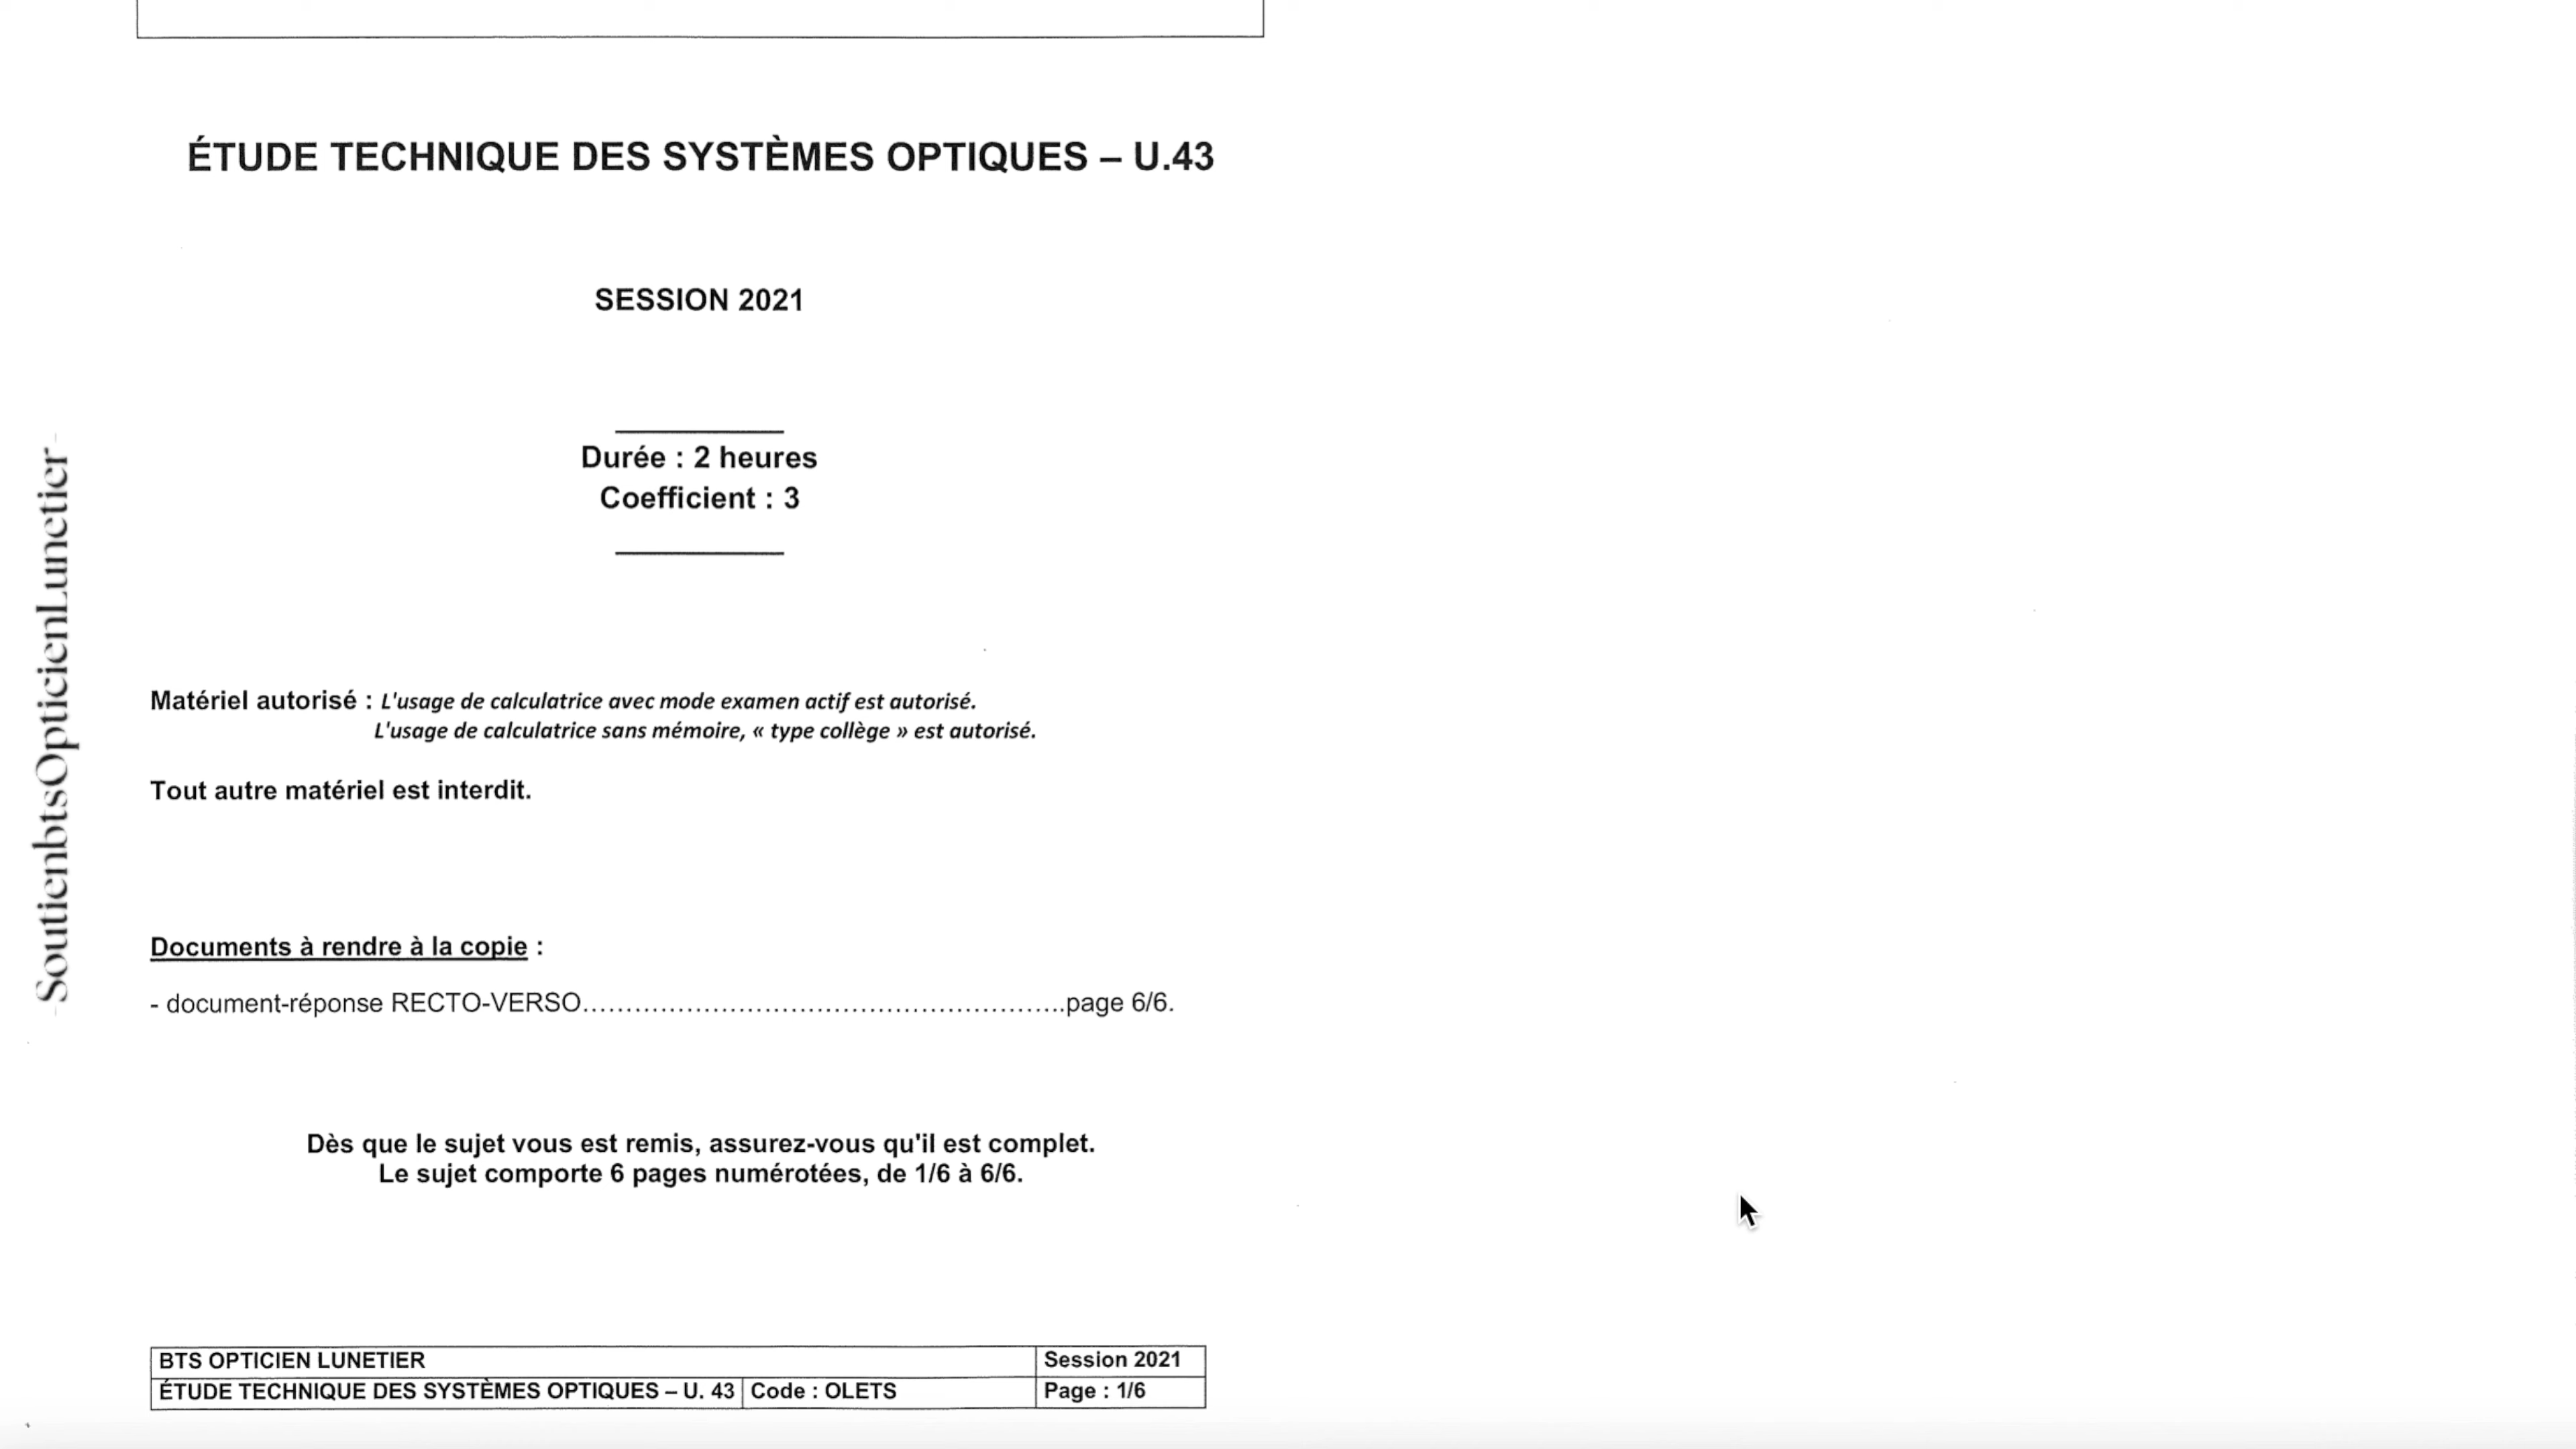 ÉTUDE TECHNIQUE DES SYSTÈMES OPTIQUES – U.43
SESSION 2021
Durée : 2 heures
Coefficient : 3
SoutienbtsOpticienLunetier
Matériel autorisé : L'usage de calculatrice avec mode examen actif est autorisé.
L'usage de calculatrice sans mémoire, « type collège » est autorisé.
Tout autre matériel est interdit.
Documents à rendre à la copie :
- document-réponse RECTO-VERSO.........................................................page 6/6.
Dès que le sujet vous est remis, assurez-vous qu'il est complet.
Le sujet comporte 6 pages numérotées, de 1/6 à 6/6.
BTS OPTICIEN LUNETIER Session 2021
ÉTUDE TECHNIQUE DES SYSTÈMES OPTIQUES – U. 43 Code : OLETS Page : 1/6